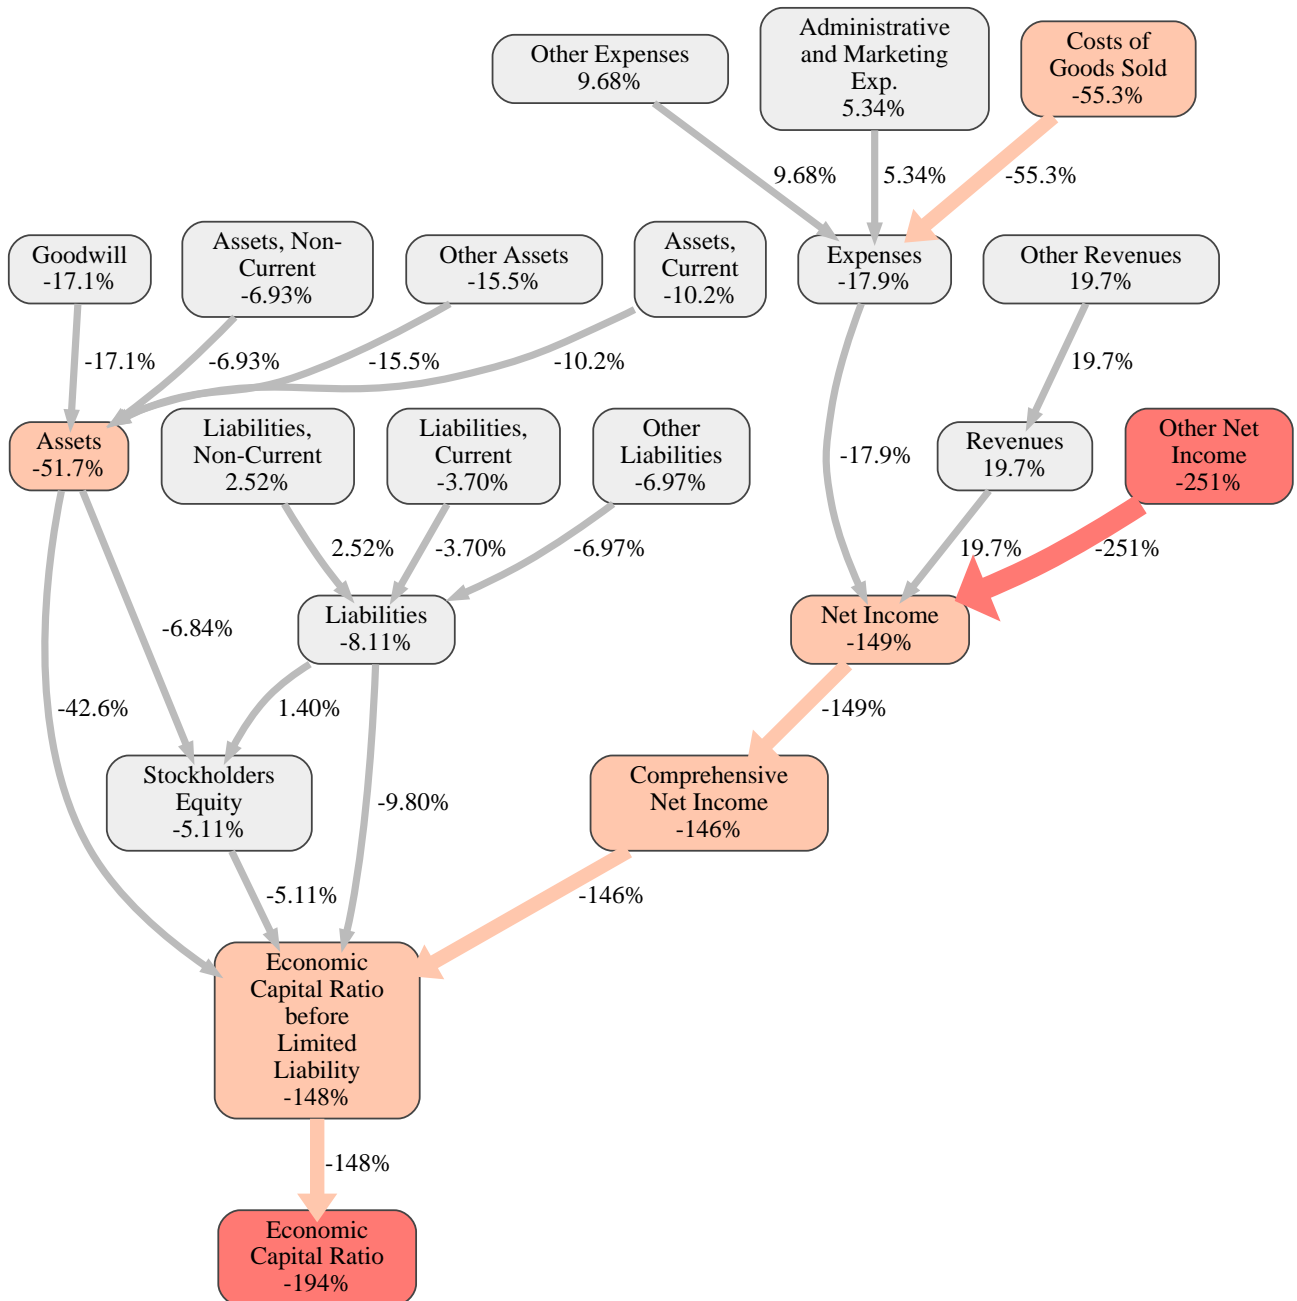 Other Expenses
9.68%
Administrative
and Marketing
Exp.
5.34%
Costs of
Goods Sold
-55.3%
9.68%
5.34%
-55.3%
Goodwill
-17.1%
Assets, Non-
Current
-6.93%
Other Assets
-15.5%
Assets,
Current
-10.2%
Expenses
-17.9%
Other Revenues
19.7%
-17.1%
-6.93%
-15.5%
-10.2%
19.7%
Assets
-51.7%
Liabilities,
Non-Current
2.52%
Liabilities,
Current
-3.70%
Other
Liabilities
-6.97%
-17.9%
Revenues
19.7%
Other Net
Income
-251%
2.52%
-3.70%
-6.97%
19.7%
-251%
-6.84%
Liabilities
-8.11%
Net Income
-149%
-42.6%
1.40%
-149%
Stockholders
Equity
-5.11%
-9.80%
Comprehensive
Net Income
-146%
-5.11%
-146%
Economic
Capital Ratio
before
Limited
Liability
-148%
-148%
Economic
Capital Ratio
-194%